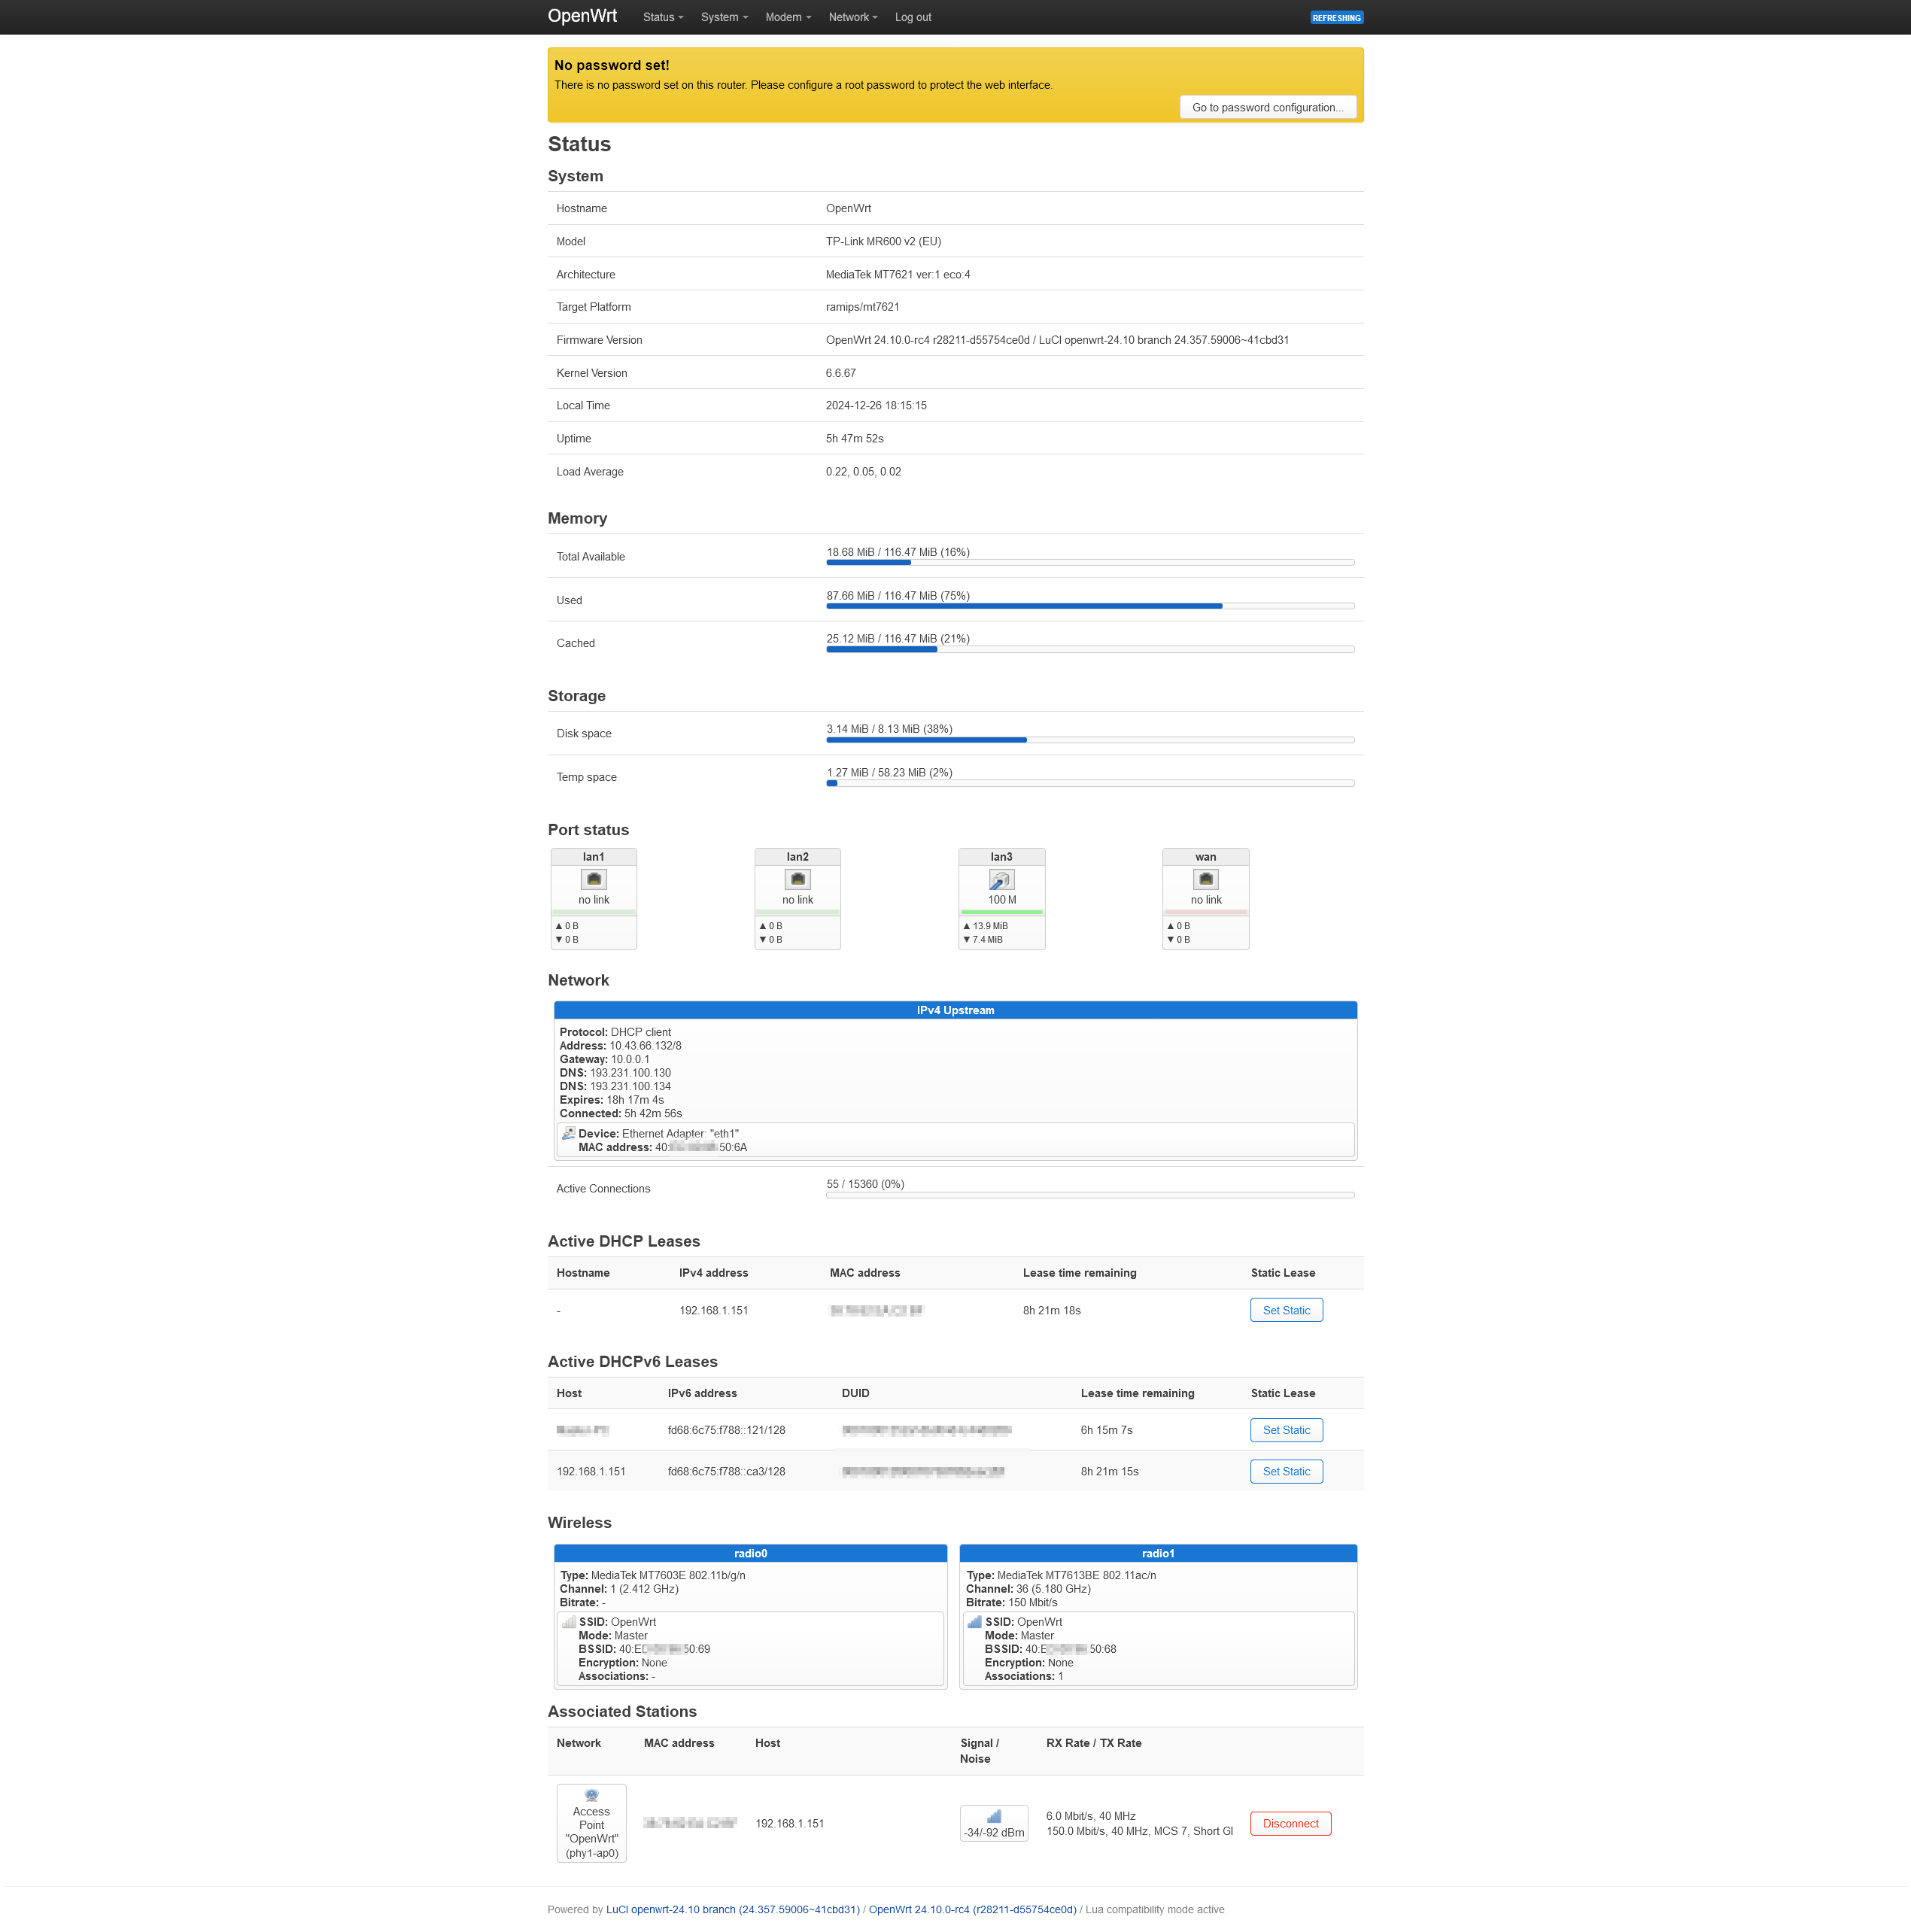 OpenWrt Status System Modem Network Log out REFRESHING
No password set!
There is no password set on this router. Please configure a root password to protect the web interface.
Go to password configuration...
Status
System
Hostname OpenWrt
Model TP-Link MR600 v2 (EU)
Architecture MediaTek MT7621 ver:1 eco:4
Target Platform ramips/mt7621
Firmware Version OpenWrt 24.10.0-rc4 r28211-d55754ce0d / LuCI openwrt-24.10 branch 24.357.59006~41cbd31
Kernel Version 6.6.67
Local Time 2024-12-26 18:15:15
Uptime 5h 47m 52s
Load Average 0.22, 0.05, 0.02
Memory
Total Available 18.68 MiB / 116.47 MiB (16%)
Used 87.66 MiB / 116.47 MiB (75%)
Cached 25.12 MiB / 116.47 MiB (21%)
Storage
Disk space 3.14 MiB / 8.13 MiB (38%)
Temp space 1.27 MiB / 58.23 MiB (2%)
Port status
lan1 lan2 lan3 wan
no link no link 100 M no link
▲ 0 B ▲ 0 B ▲ 13.9 MiB ▲ 0 B
▼ 0 B ▼ 0 B ▼ 7.4 MiB ▼ 0 B
Network
IPv4 Upstream
Protocol: DHCP client
Address: 10.43.66.132/8
Gateway: 10.0.0.1
DNS: 193.231.100.130
DNS: 193.231.100.134
Expires: 18h 17m 4s
Connected: 5h 42m 56s
Device: Ethernet Adapter: "eth1"
MAC address: 40: 50:6A
Active Connections 55 / 15360 (0%)
Active DHCP Leases
Hostname IPv4 address MAC address Lease time remaining Static Lease
- 192.168.1.151 8h 21m 18s Set Static
Active DHCPv6 Leases
Host IPv6 address DUID Lease time remaining Static Lease
fd68:6c75:f788::121/128 6h 15m 7s Set Static
192.168.1.151 fd68:6c75:f788::ca3/128 8h 21m 15s Set Static
Wireless
radio0
Type: MediaTek MT7603E 802.11b/g/n
Channel: 1 (2.412 GHz)
Bitrate: -
SSID: OpenWrt
Mode: Master
BSSID: 40:E 50:69
Encryption: None
Associations: -
radio1
Type: MediaTek MT7613BE 802.11ac/n
Channel: 36 (5.180 GHz)
Bitrate: 150 Mbit/s
SSID: OpenWrt
Mode: Master
BSSID: 40:E 50:68
Encryption: None
Associations: 1
Associated Stations
Network MAC address Host Signal / Noise RX Rate / TX Rate
Access
Point
"OpenWrt"
(phy1-ap0)
192.168.1.151
-34/-92 dBm
6.0 Mbit/s, 40 MHz
150.0 Mbit/s, 40 MHz, MCS 7, Short GI
Disconnect
Powered by LuCI openwrt-24.10 branch (24.357.59006~41cbd31) / OpenWrt 24.10.0-rc4 (r28211-d55754ce0d) / Lua compatibility mode active